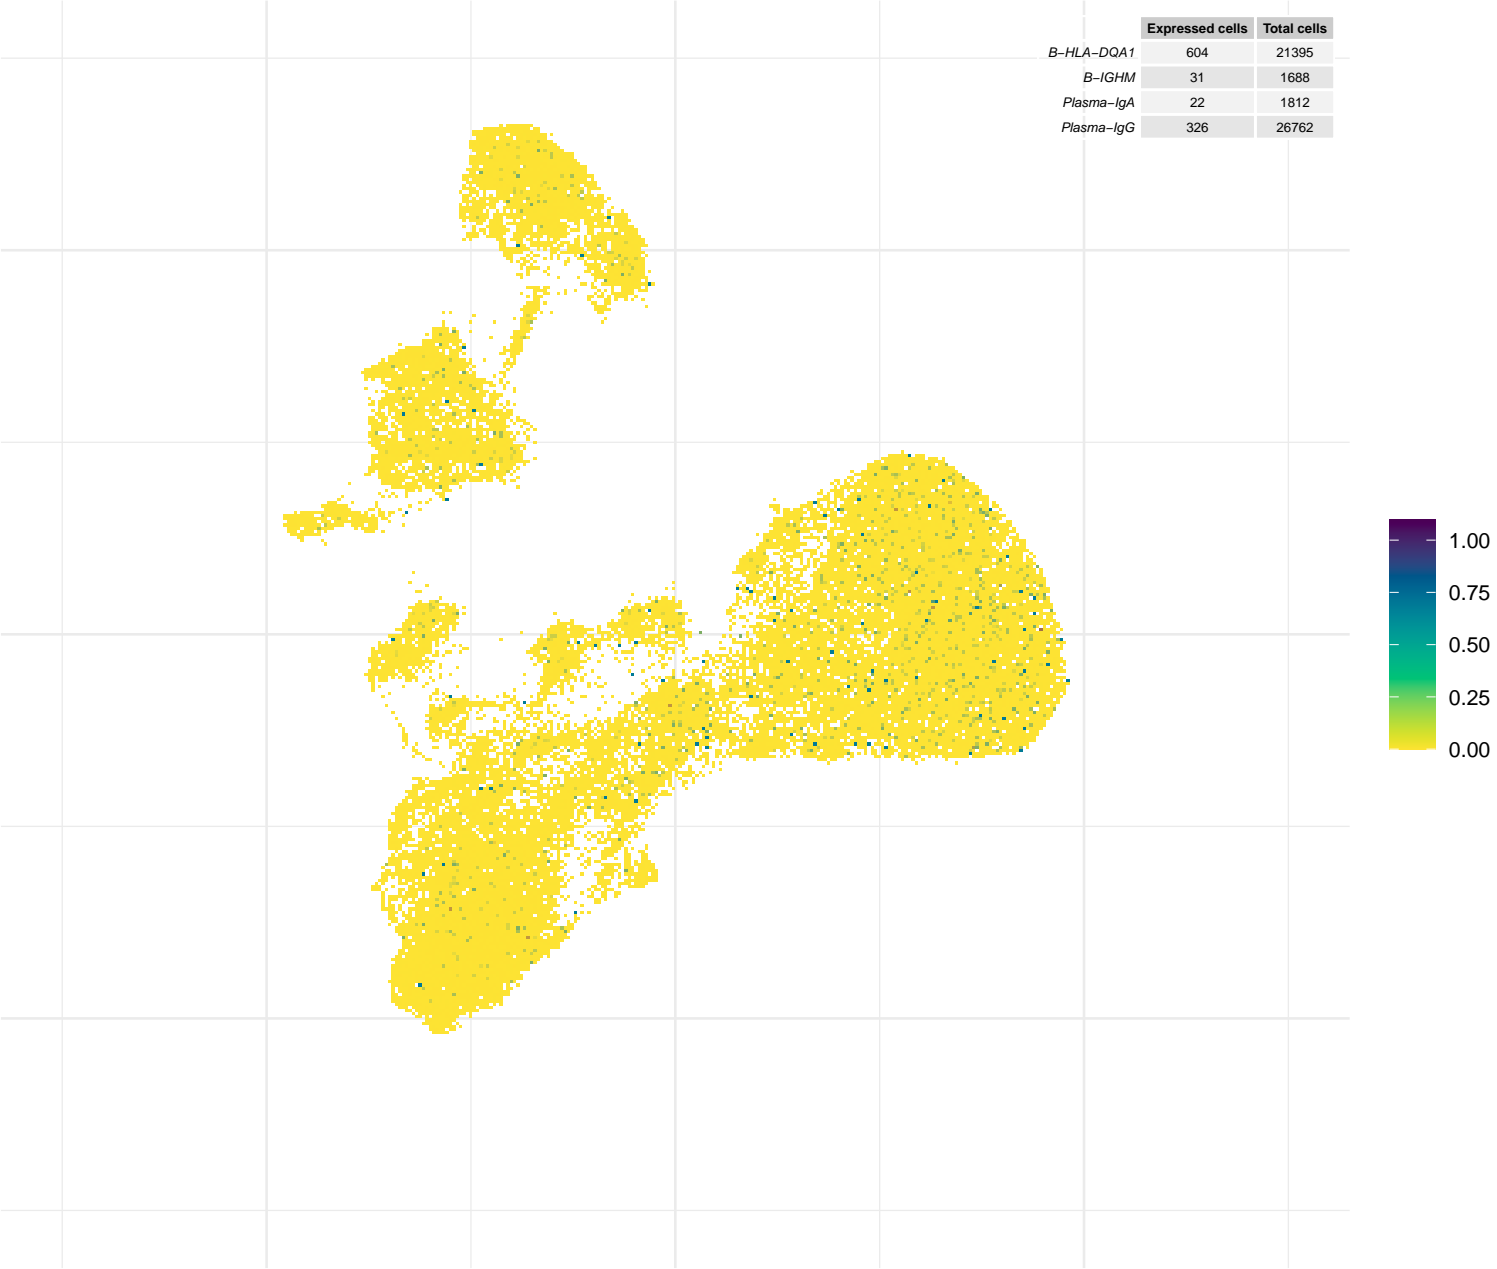 Expressed cells Total cells
B−HLA−DQA1 604 21395
B−IGHM 31 1688
Plasma−IgA 22 1812
Plasma−IgG 326 26762
1.00
0.75
0.50
0.25
0.00